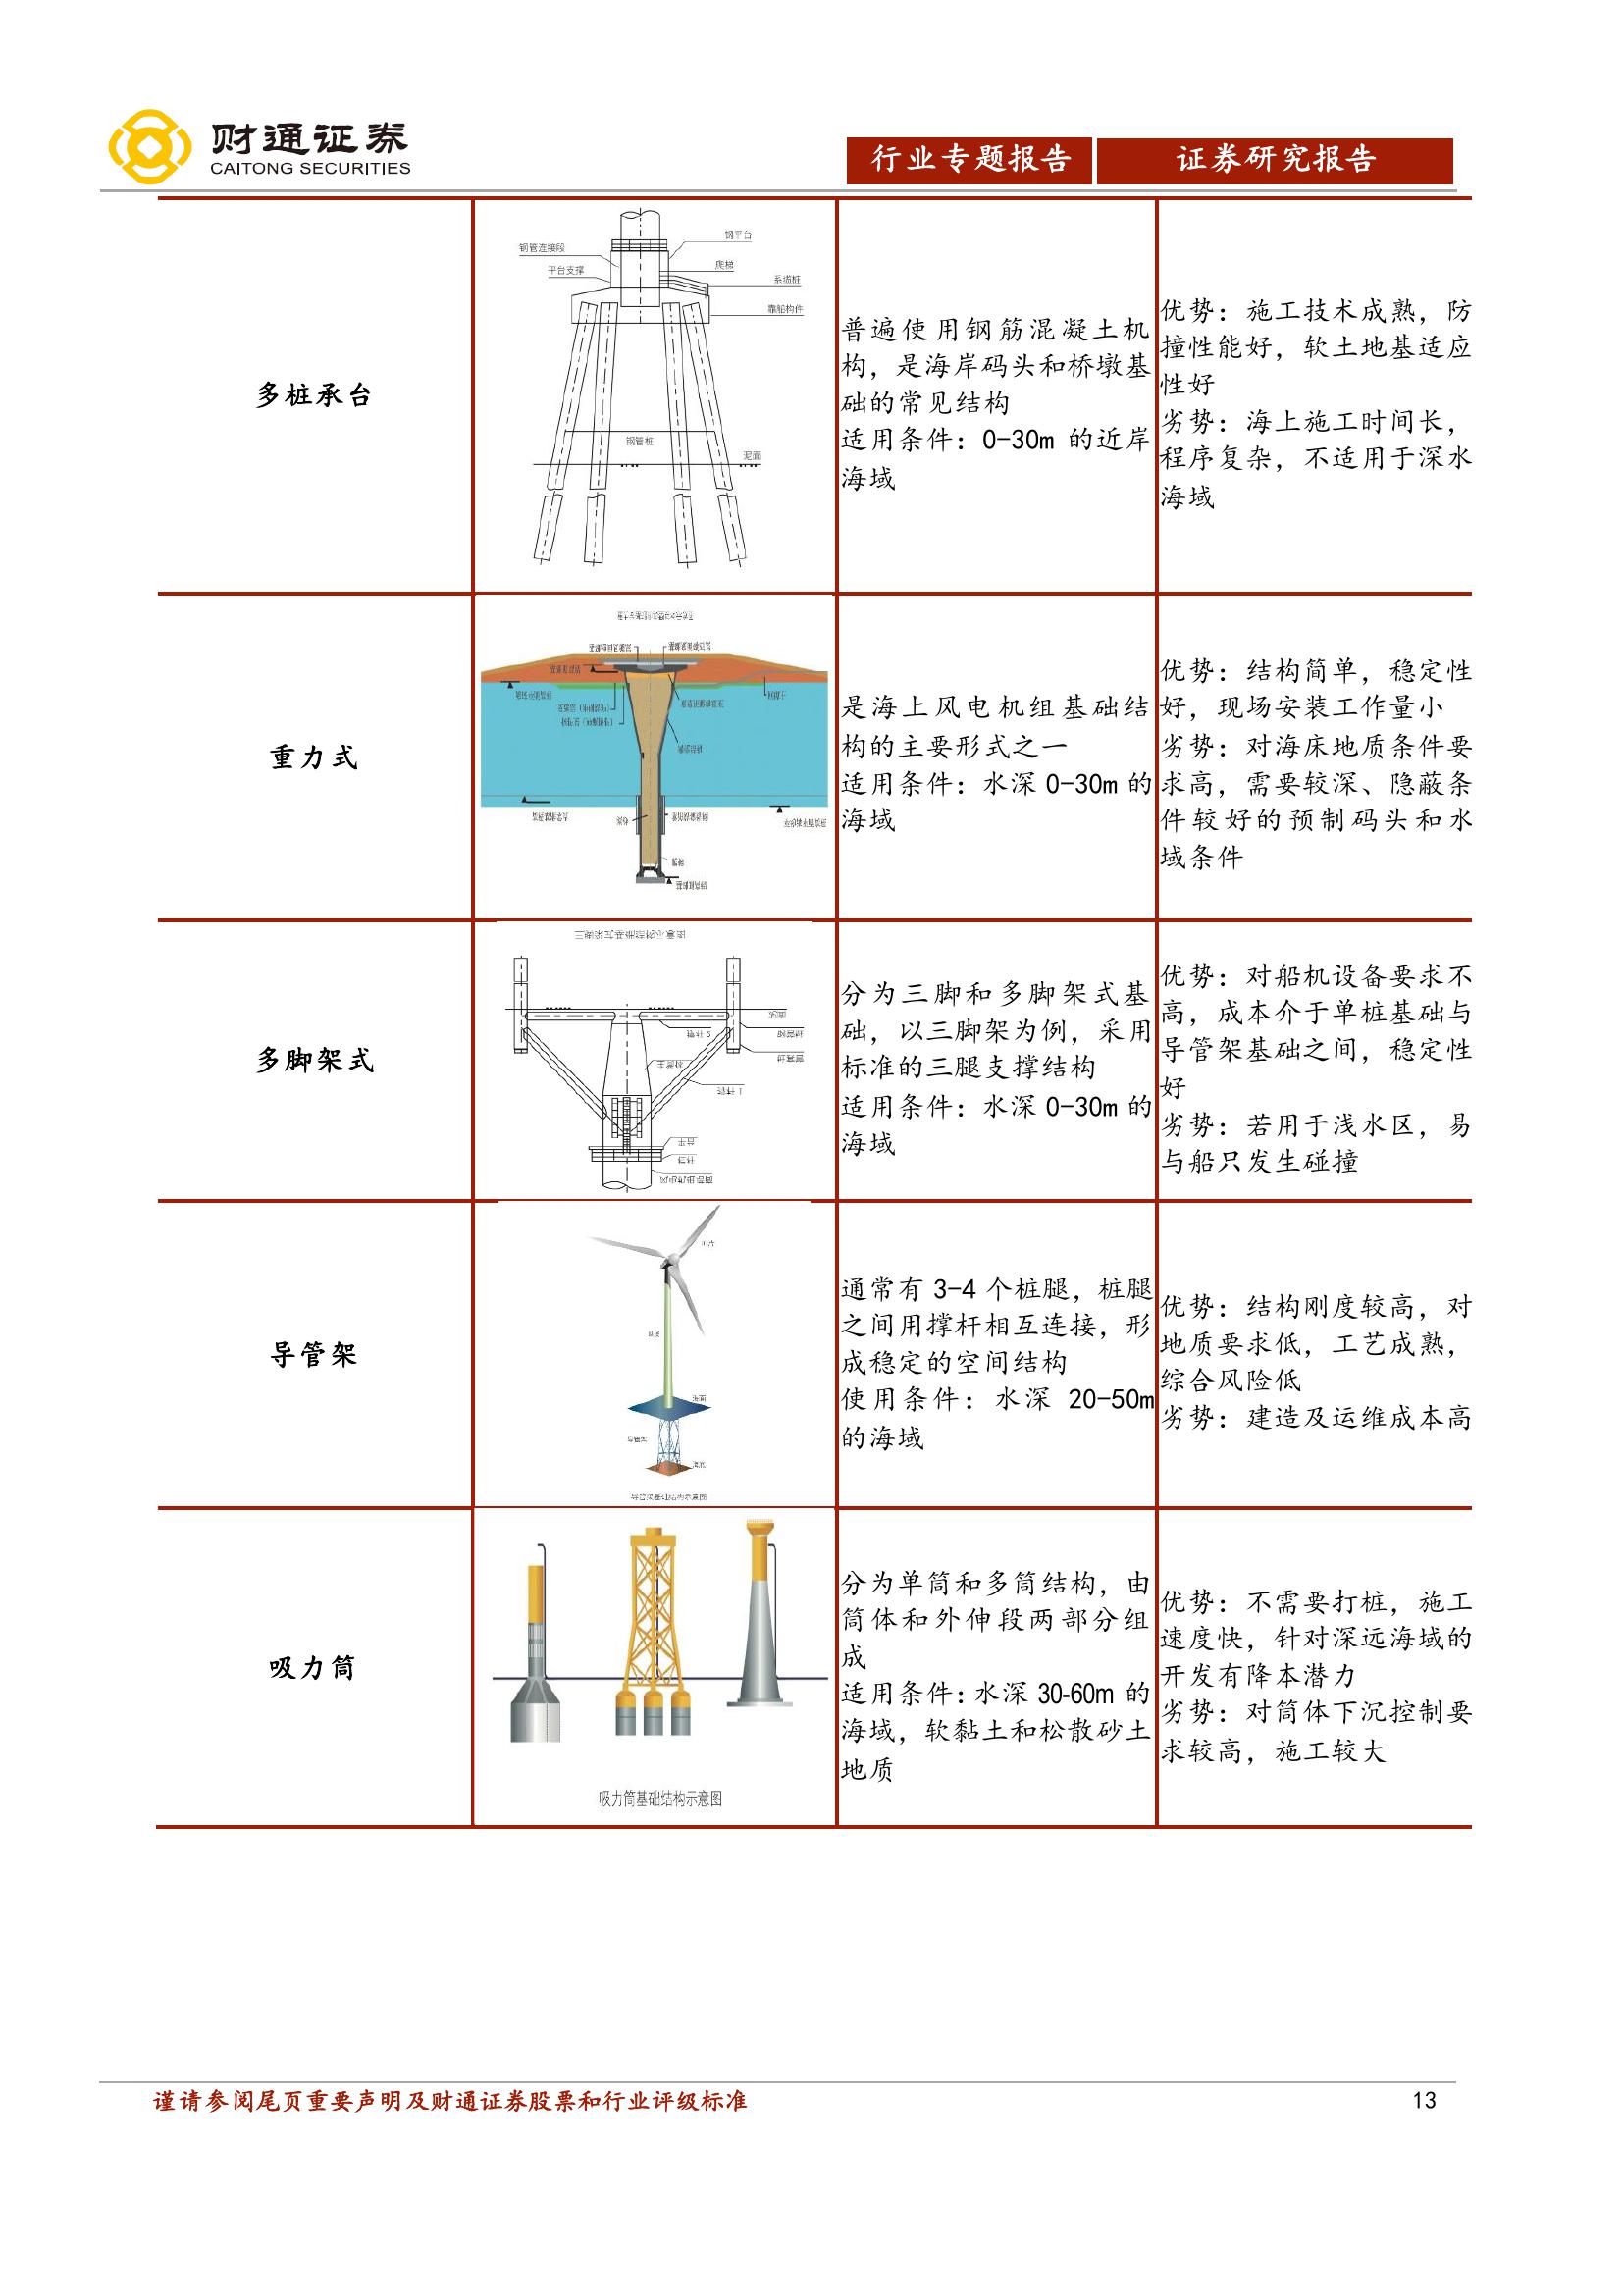 财通证券
CAITONG SECURITIES
行业专题报告
证券研究报告
多桩承台
钢管连接段
平台支撑
钢平台
爬梯
系缆桩
靠船构件
钢管桩
泥面
普遍使用钢筋混凝土机
构，是海岸码头和桥墩基
础的常见结构
适用条件：0-30m 的近岸
海域
优势：施工技术成熟，防
撞性能好，软土地基适应
性好
劣势：海上施工时间长，
程序复杂，不适用于深水
海域
重力式
是海上风电机组基础结
构的主要形式之一
适用条件：水深 0-30m 的
海域
优势：结构简单，稳定性
好，现场安装工作量小
劣势：对海床地质条件要
求高，需要较深、隐蔽条
件较好的预制码头和水
域条件
多脚架式
三脚架式基础结构示意图
分为三脚和多脚架式基
础，以三脚架为例，采用
标准的三腿支撑结构
适用条件：水深 0-30m 的
海域
优势：对船机设备要求不
高，成本介于单桩基础与
导管架基础之间，稳定性
好
劣势：若用于浅水区，易
与船只发生碰撞
导管架
导管架基础结构示意图
通常有 3-4 个桩腿，桩腿
之间用撑杆相互连接，形
成稳定的空间结构
使用条件：水深 20-50m
的海域
优势：结构刚度较高，对
地质要求低，工艺成熟，
综合风险低
劣势：建造及运维成本高
吸力筒
吸力筒基础结构示意图
分为单筒和多筒结构，由
筒体和外伸段两部分组
成
适用条件：水深 30-60m 的
海域，软黏土和松散砂土
地质
优势：不需要打桩，施工
速度快，针对深远海域的
开发有降本潜力
劣势：对筒体下沉控制要
求较高，施工较大
谨请参阅尾页重要声明及财通证券股票和行业评级标准
13